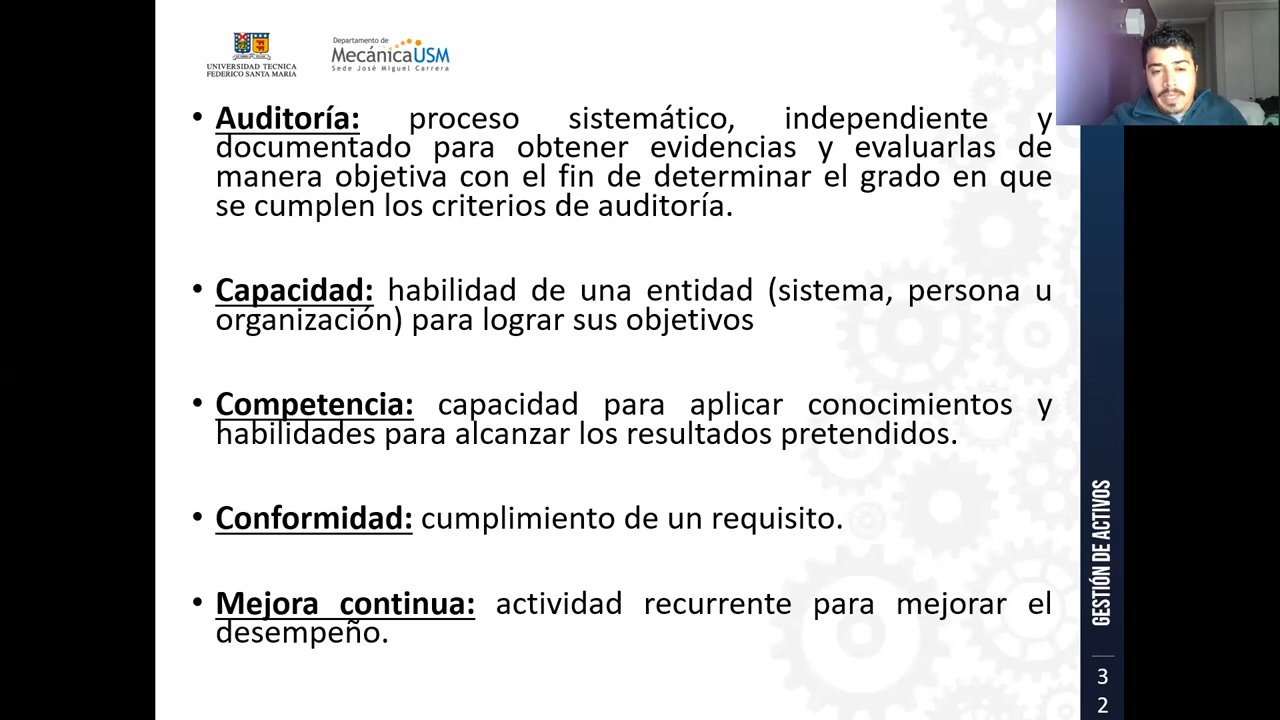 UNIVERSIDAD TECNICA
FEDERICO SANTA MARIA
Departamento de
MecánicaUSM
Sede José Miguel Carrera
• Auditoría: proceso sistemático, independiente y
documentado para obtener evidencias y evaluarlas de
manera objetiva con el fin de determinar el grado en que
se cumplen los criterios de auditoría.
• Capacidad: habilidad de una entidad (sistema, persona u
organización) para lograr sus objetivos
• Competencia: capacidad para aplicar conocimientos y
habilidades para alcanzar los resultados pretendidos.
• Conformidad: cumplimiento de un requisito.
• Mejora continua: actividad recurrente para mejorar el
desempeño.
GESTIÓN DE ACTIVOS
3
2